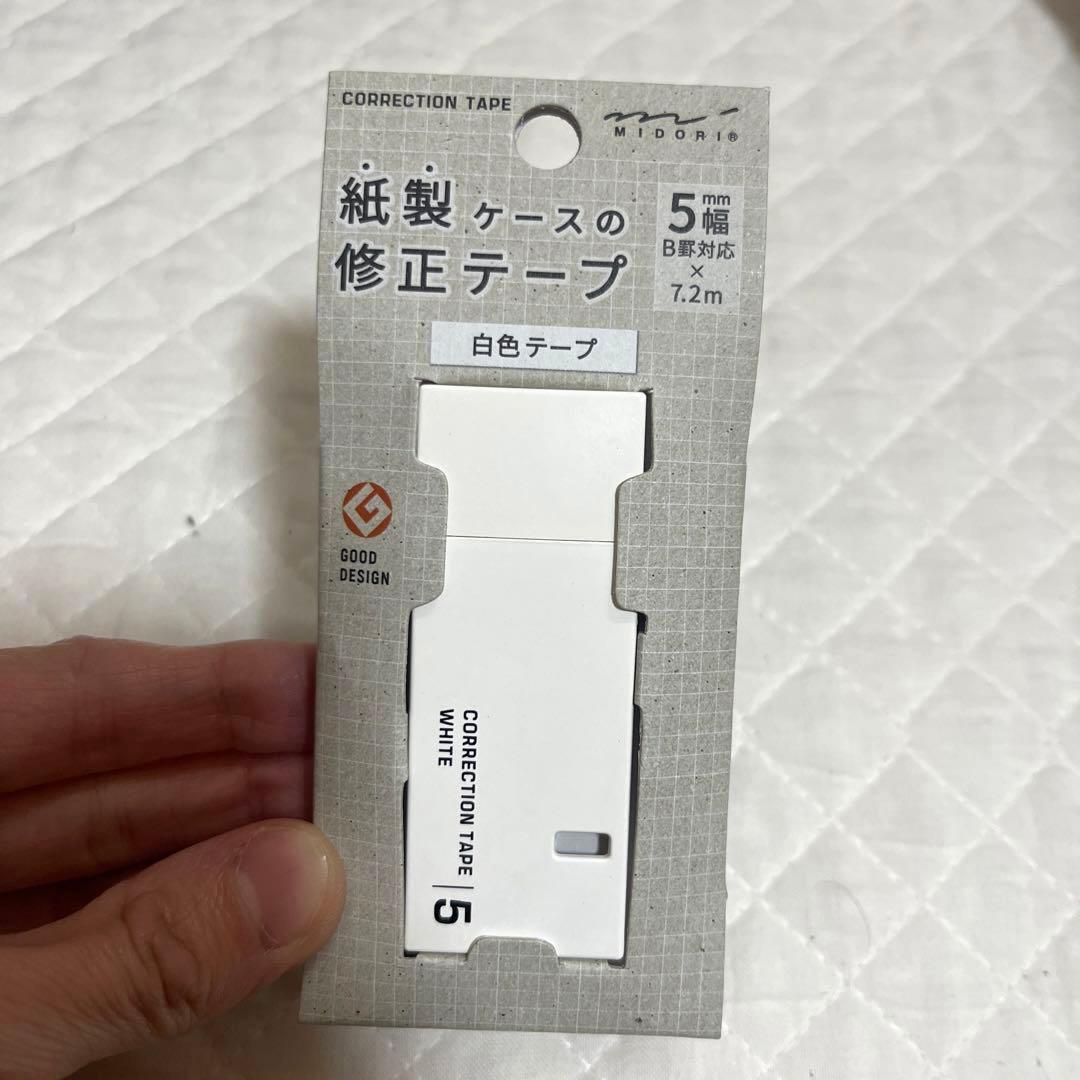 CORRECTION TAPE
MIDORI®
紙製ケースの
修正テープ
5mm幅
B罫対応
×
7.2m
白色テープ
GOOD
DESIGN
CORRECTION TAPE | 5
WHITE